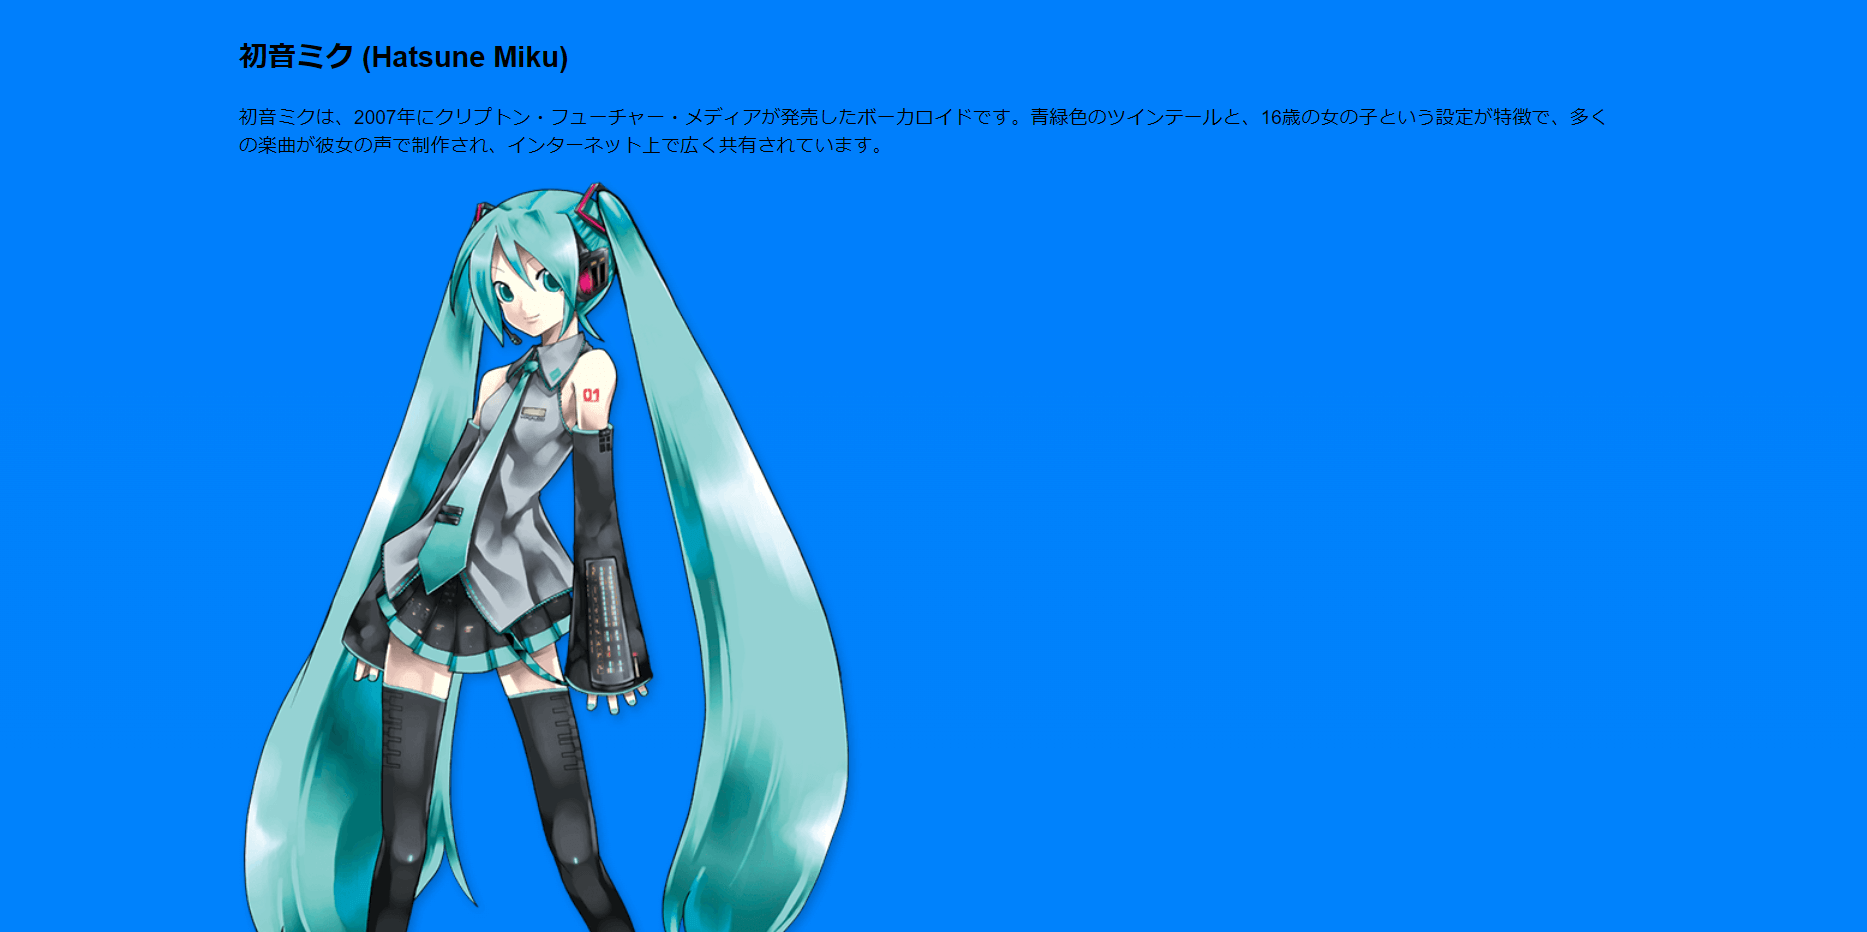 初音ミク (Hatsune Miku)
初音ミクは、2007年にクリプトン・フューチャー・メディアが発売したボーカロイドです。青緑色のツインテールと、16歳の女の子という設定が特徴で、多く
の楽曲が彼女の声で制作され、インターネット上で広く共有されています。
01